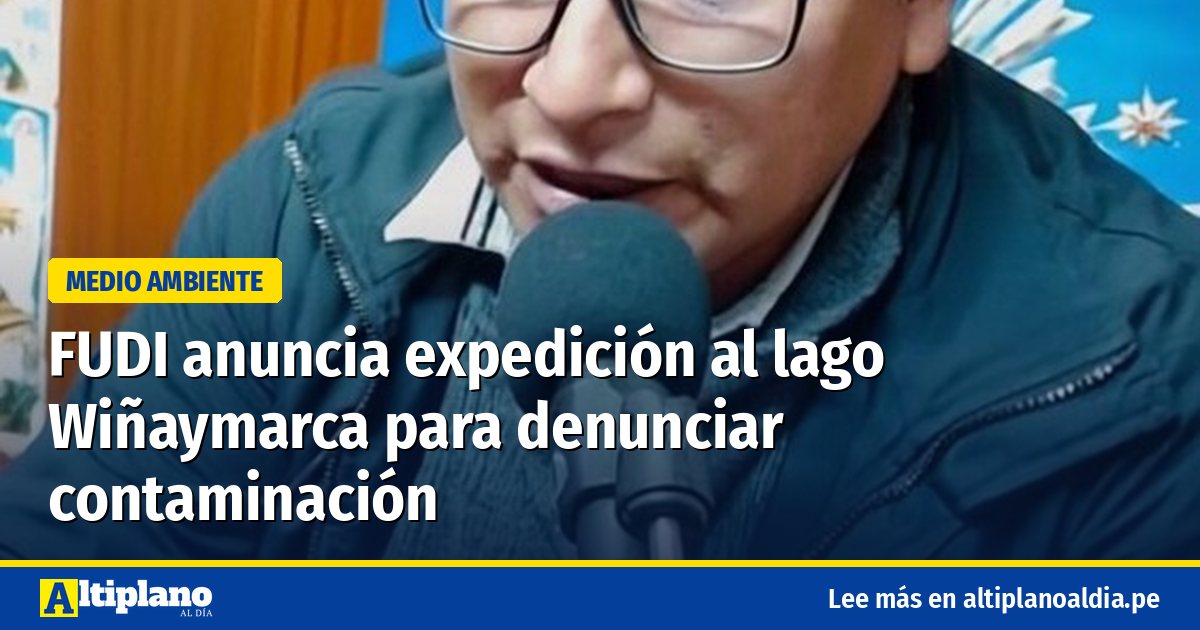 MEDIO AMBIENTE
FUDI anuncia expedición al lago
Wiñaymarca para denunciar
contaminación
Altiplano
AL DÍA
Lee más en altiplanoaldia.pe